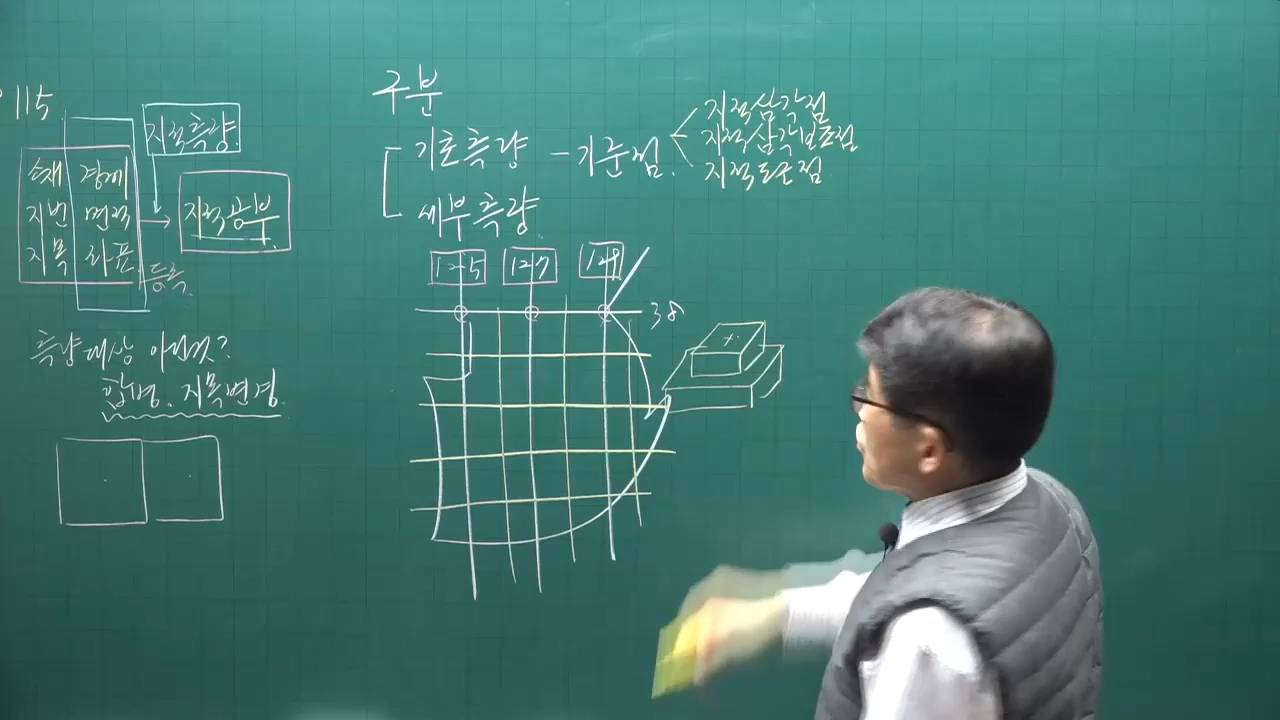 115
지적측량
소재 경계
지번 면적
지목 좌표
등록
지적공부
측량대상 아닌것?
합병. 지목변경.
구분
기초측량 - 기준점.
지적삼각점
지적삼각보조점
지적도근점
세부측량
125 127 129
38